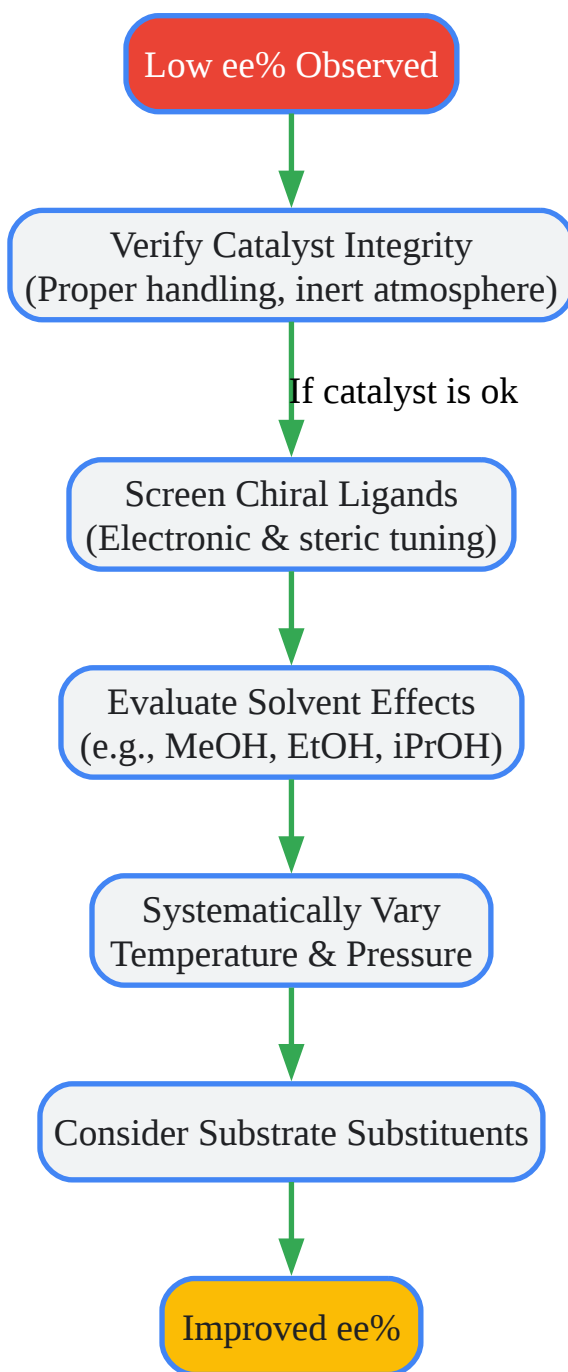 Low ee% Observed
Verify Catalyst Integrity
(Proper handling, inert atmosphere)
If catalyst is ok
Screen Chiral Ligands
(Electronic & steric tuning)
Evaluate Solvent Effects
(e.g., MeOH, EtOH, iPrOH)
Systematically Vary
Temperature & Pressure
Consider Substrate Substituents
Improved ee%